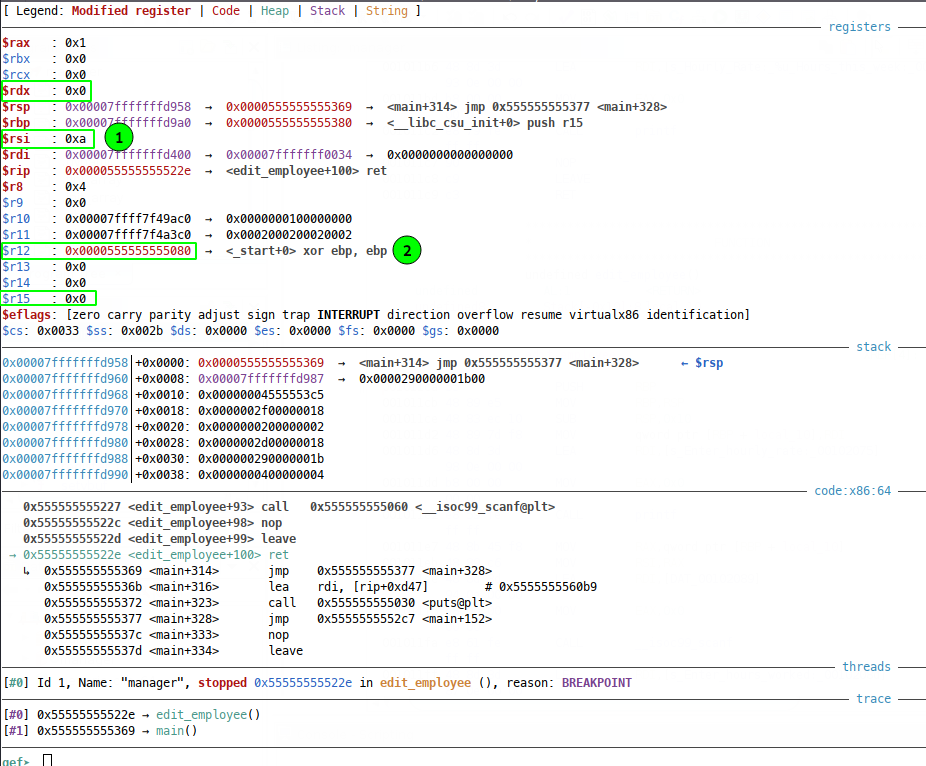 [ Legend: Modified register | Code | Heap | Stack | String ]
registers
$rax   : 0x1
$rbx   : 0x0
$rcx   : 0x0
$rdx   : 0x0
$rsp   : 0x00007fffffffd958  →  0x0000555555555369  →  <main+314> jmp 0x555555555377 <main+328>
$rbp   : 0x00007fffffffd9a0  →  0x0000555555555380  →  <__libc_csu_init+0> push r15
$rsi   : 0xa 1
$rdi   : 0x00007fffffffd400  →  0x00007fffffff0034  →  0x0000000000000000
$rip   : 0x000055555555522e  →  <edit_employee+100> ret
$r8    : 0x4
$r9    : 0x0
$r10   : 0x00007ffff7f49ac0  →  0x0000000100000000
$r11   : 0x00007ffff7f4a3c0  →  0x0002000200020002
$r12   : 0x0000555555555080  →  <_start+0> xor ebp, ebp 2
$r13   : 0x0
$r14   : 0x0
$r15   : 0x0
$eflags: [zero carry parity adjust sign trap INTERRUPT direction overflow resume virtualx86 identification]
$cs: 0x0033 $ss: 0x002b $ds: 0x0000 $es: 0x0000 $fs: 0x0000 $gs: 0x0000
stack
0x00007fffffffd958│+0x0000: 0x0000555555555369  →  <main+314> jmp 0x555555555377 <main+328>      ← $rsp
0x00007fffffffd960│+0x0008: 0x00007fffffffd987  →  0x0000290000001b00
0x00007fffffffd968│+0x0010: 0x00000004555553c5
0x00007fffffffd970│+0x0018: 0x0000002f00000018
0x00007fffffffd978│+0x0020: 0x0000000200000002
0x00007fffffffd980│+0x0028: 0x0000002d00000018
0x00007fffffffd988│+0x0030: 0x000000290000001b
0x00007fffffffd990│+0x0038: 0x0000000400000004
code:x86:64
0x555555555227 <edit_employee+93> call   0x555555555060 <__isoc99_scanf@plt>
0x55555555522c <edit_employee+98> nop
0x55555555522d <edit_employee+99> leave
→ 0x55555555522e <edit_employee+100> ret
↳  0x555555555369 <main+314>       jmp    0x555555555377 <main+328>
0x55555555536b <main+316>       lea    rdi, [rip+0xd47]        # 0x5555555560b9
0x555555555372 <main+323>       call   0x555555555030 <puts@plt>
0x555555555377 <main+328>       jmp    0x5555555552c7 <main+152>
0x55555555537c <main+333>       nop
0x55555555537d <main+334>       leave
threads
[#0] Id 1, Name: "manager", stopped 0x55555555522e in edit_employee (), reason: BREAKPOINT
trace
[#0] 0x55555555522e → edit_employee()
[#1] 0x555555555369 → main()
gef➤